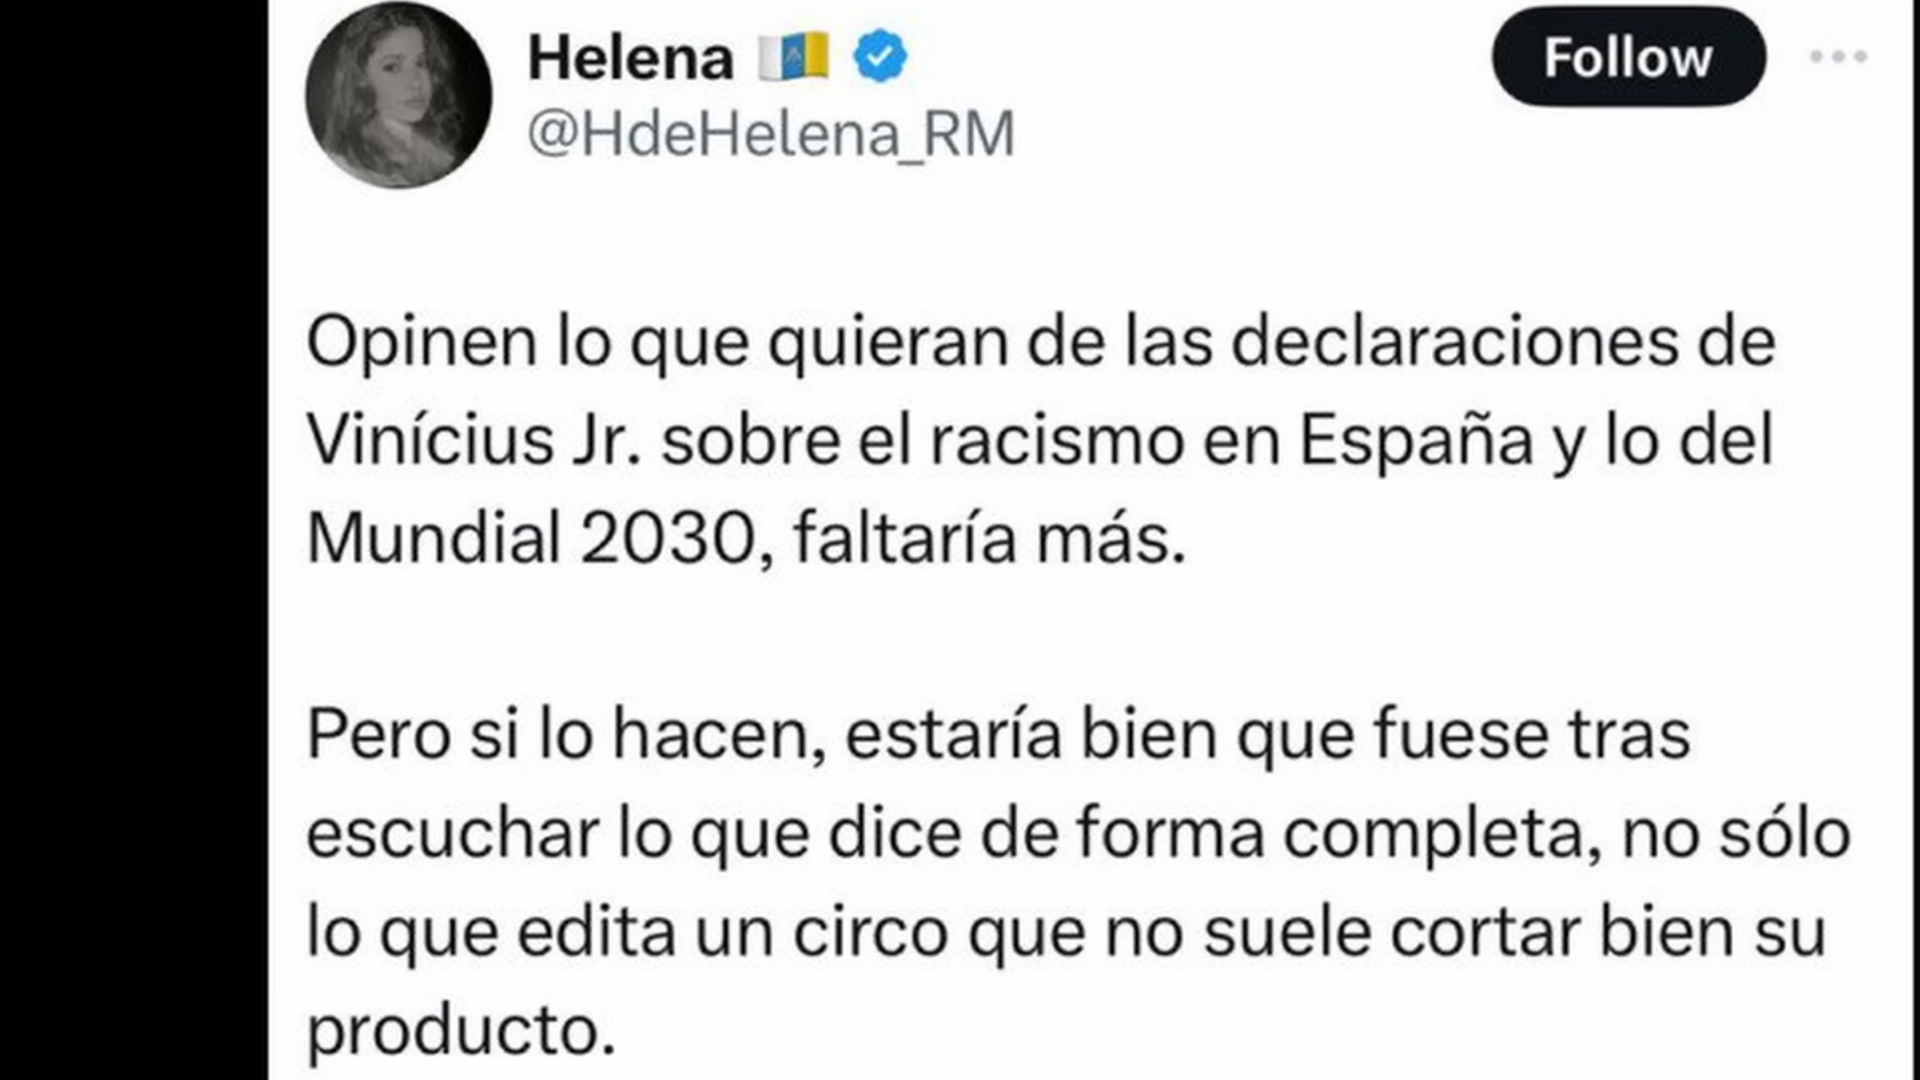 Helena 🇮🇨
Follow
@HdeHelena_RM
Opinen lo que quieran de las declaraciones de
Vinícius Jr. sobre el racismo en España y lo del
Mundial 2030, faltaría más.
Pero si lo hacen, estaría bien que fuese tras
escuchar lo que dice de forma completa, no sólo
lo que edita un circo que no suele cortar bien su
producto.